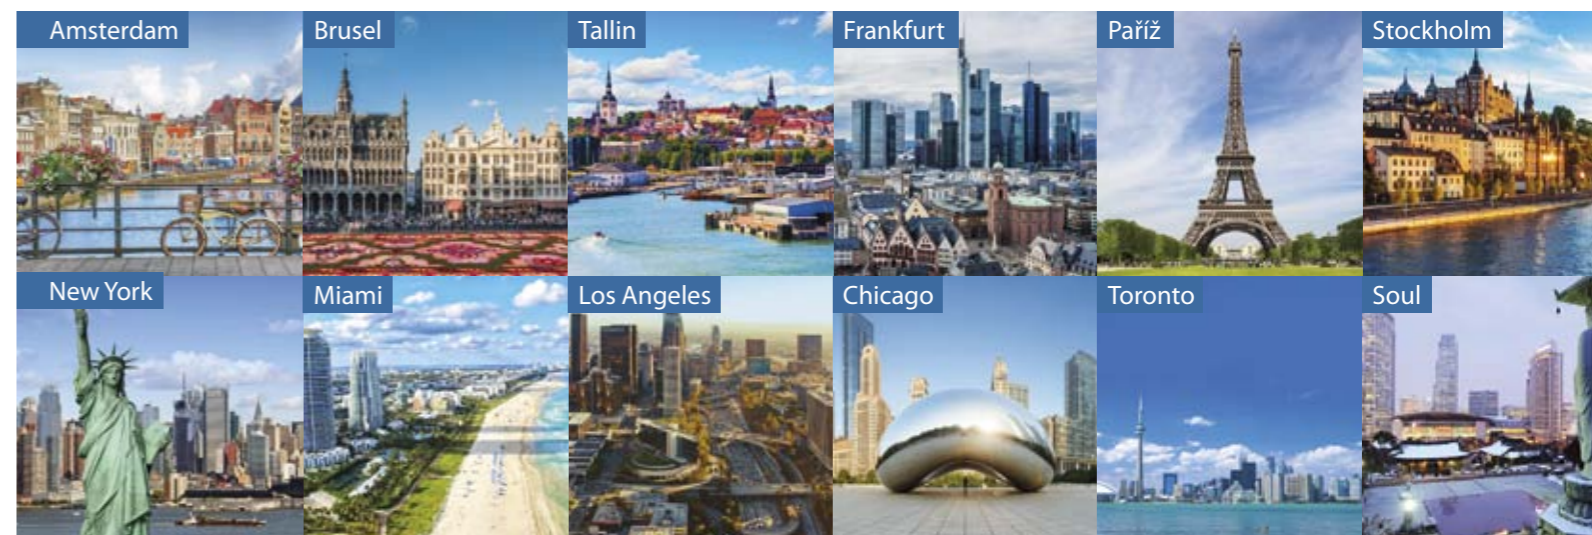 Amsterdam
Brusel
Tallin
Frankfurt
Paříž
Stockholm
New York
Miami
Los Angeles
Chicago
Toronto
Soul